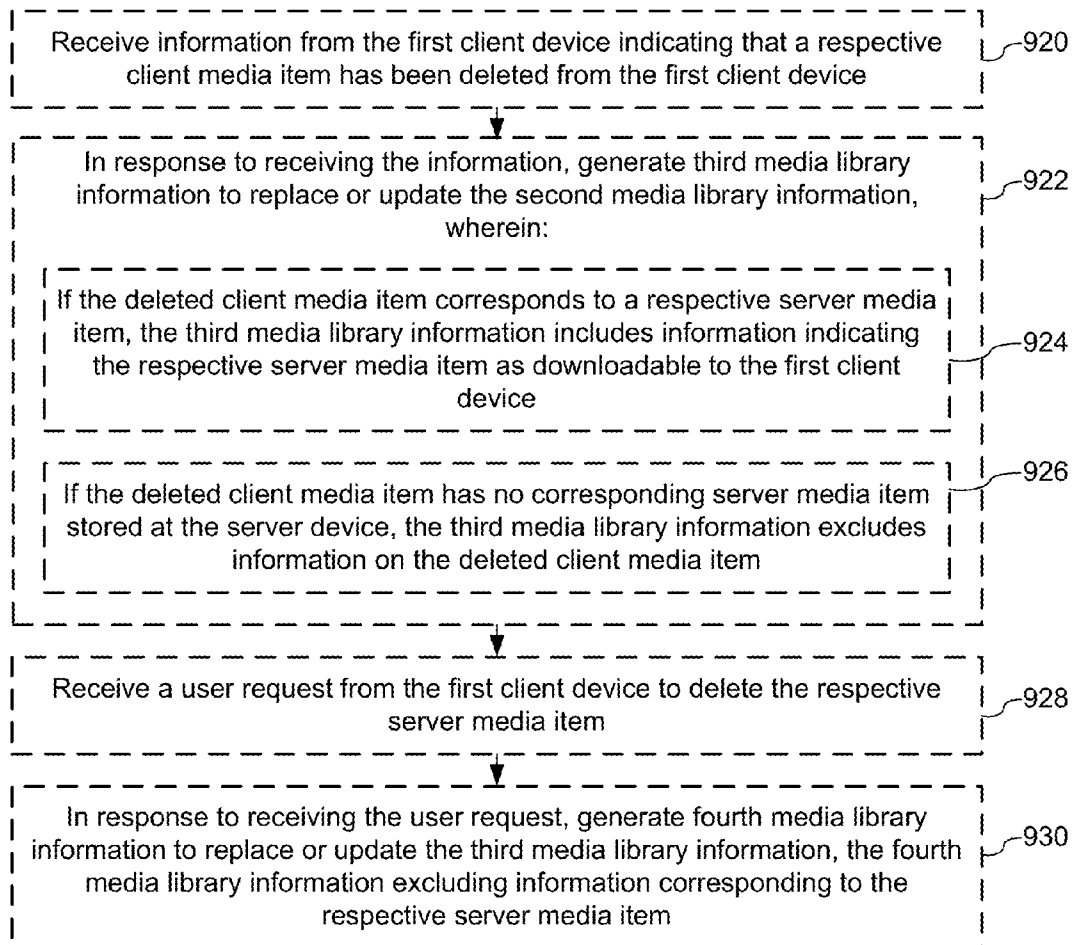 Receive information from the first client device indicating that a respective
client media item has been deleted from the first client device
920
In response to receiving the information, generate third media library
information to replace or update the second media library information,
wherein:
922
If the deleted client media item corresponds to a respective server media
item, the third media library information includes information indicating
the respective server media item as downloadable to the first client
device
924
If the deleted client media item has no corresponding server media item
stored at the server device, the third media library information excludes
information on the deleted client media item
926
Receive a user request from the first client device to delete the respective
server media item
928
In response to receiving the user request, generate fourth media library
information to replace or update the third media library information, the fourth
media library information excluding information corresponding to the
respective server media item
930